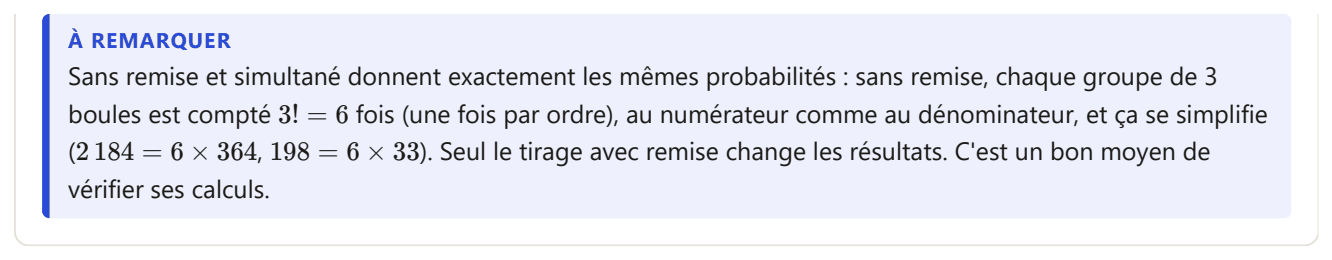 À REMARQUER
Sans remise et simultané donnent exactement les mêmes probabilités : sans remise, chaque groupe de 3
boules est compté 3! = 6 fois (une fois par ordre), au numérateur comme au dénominateur, et ça se simplifie
(2 184 = 6 × 364, 198 = 6 × 33). Seul le tirage avec remise change les résultats. C'est un bon moyen de
vérifier ses calculs.